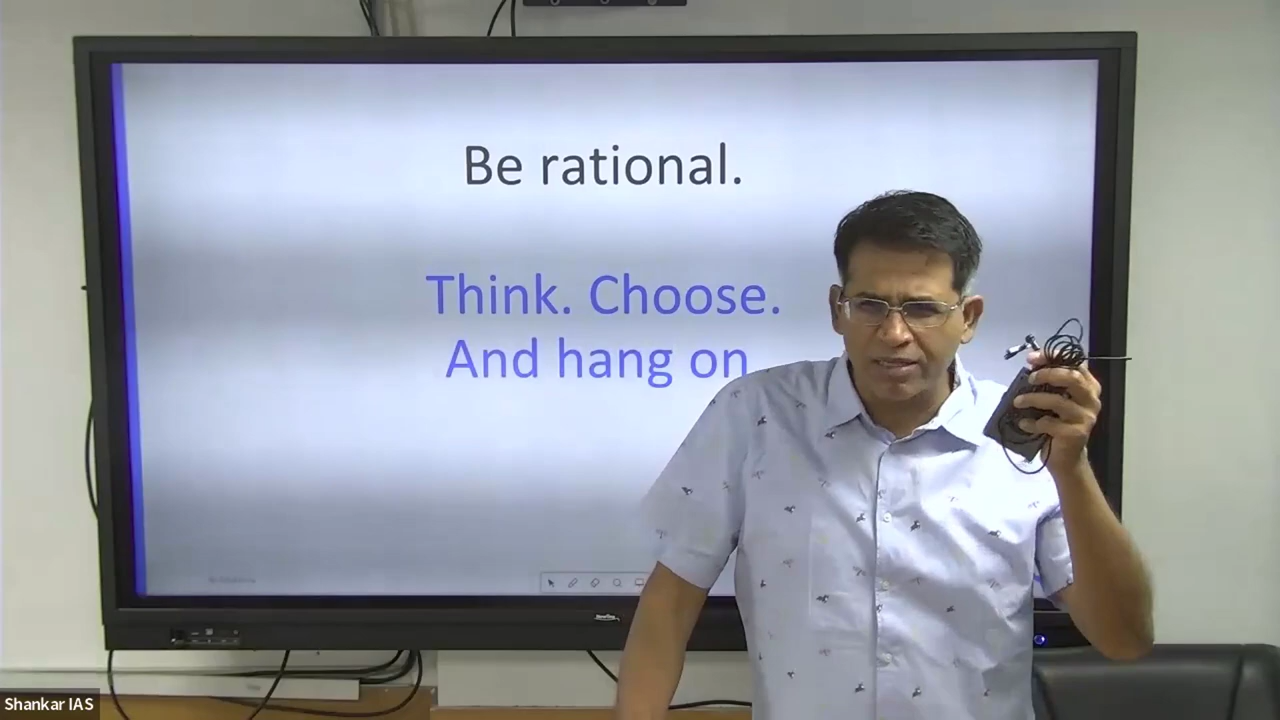 Be rational.
Think. Choose.
And hang on
Shankar IAS